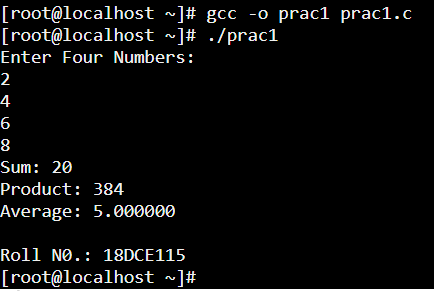 [root@localhost ~]# gcc -o prac1 prac1.c
[root@localhost ~]# ./prac1
Enter Four Numbers:
2
4
6
8
Sum: 20
Product: 384
Average: 5.000000
Roll N0.: 18DCE115
[root@localhost ~]#